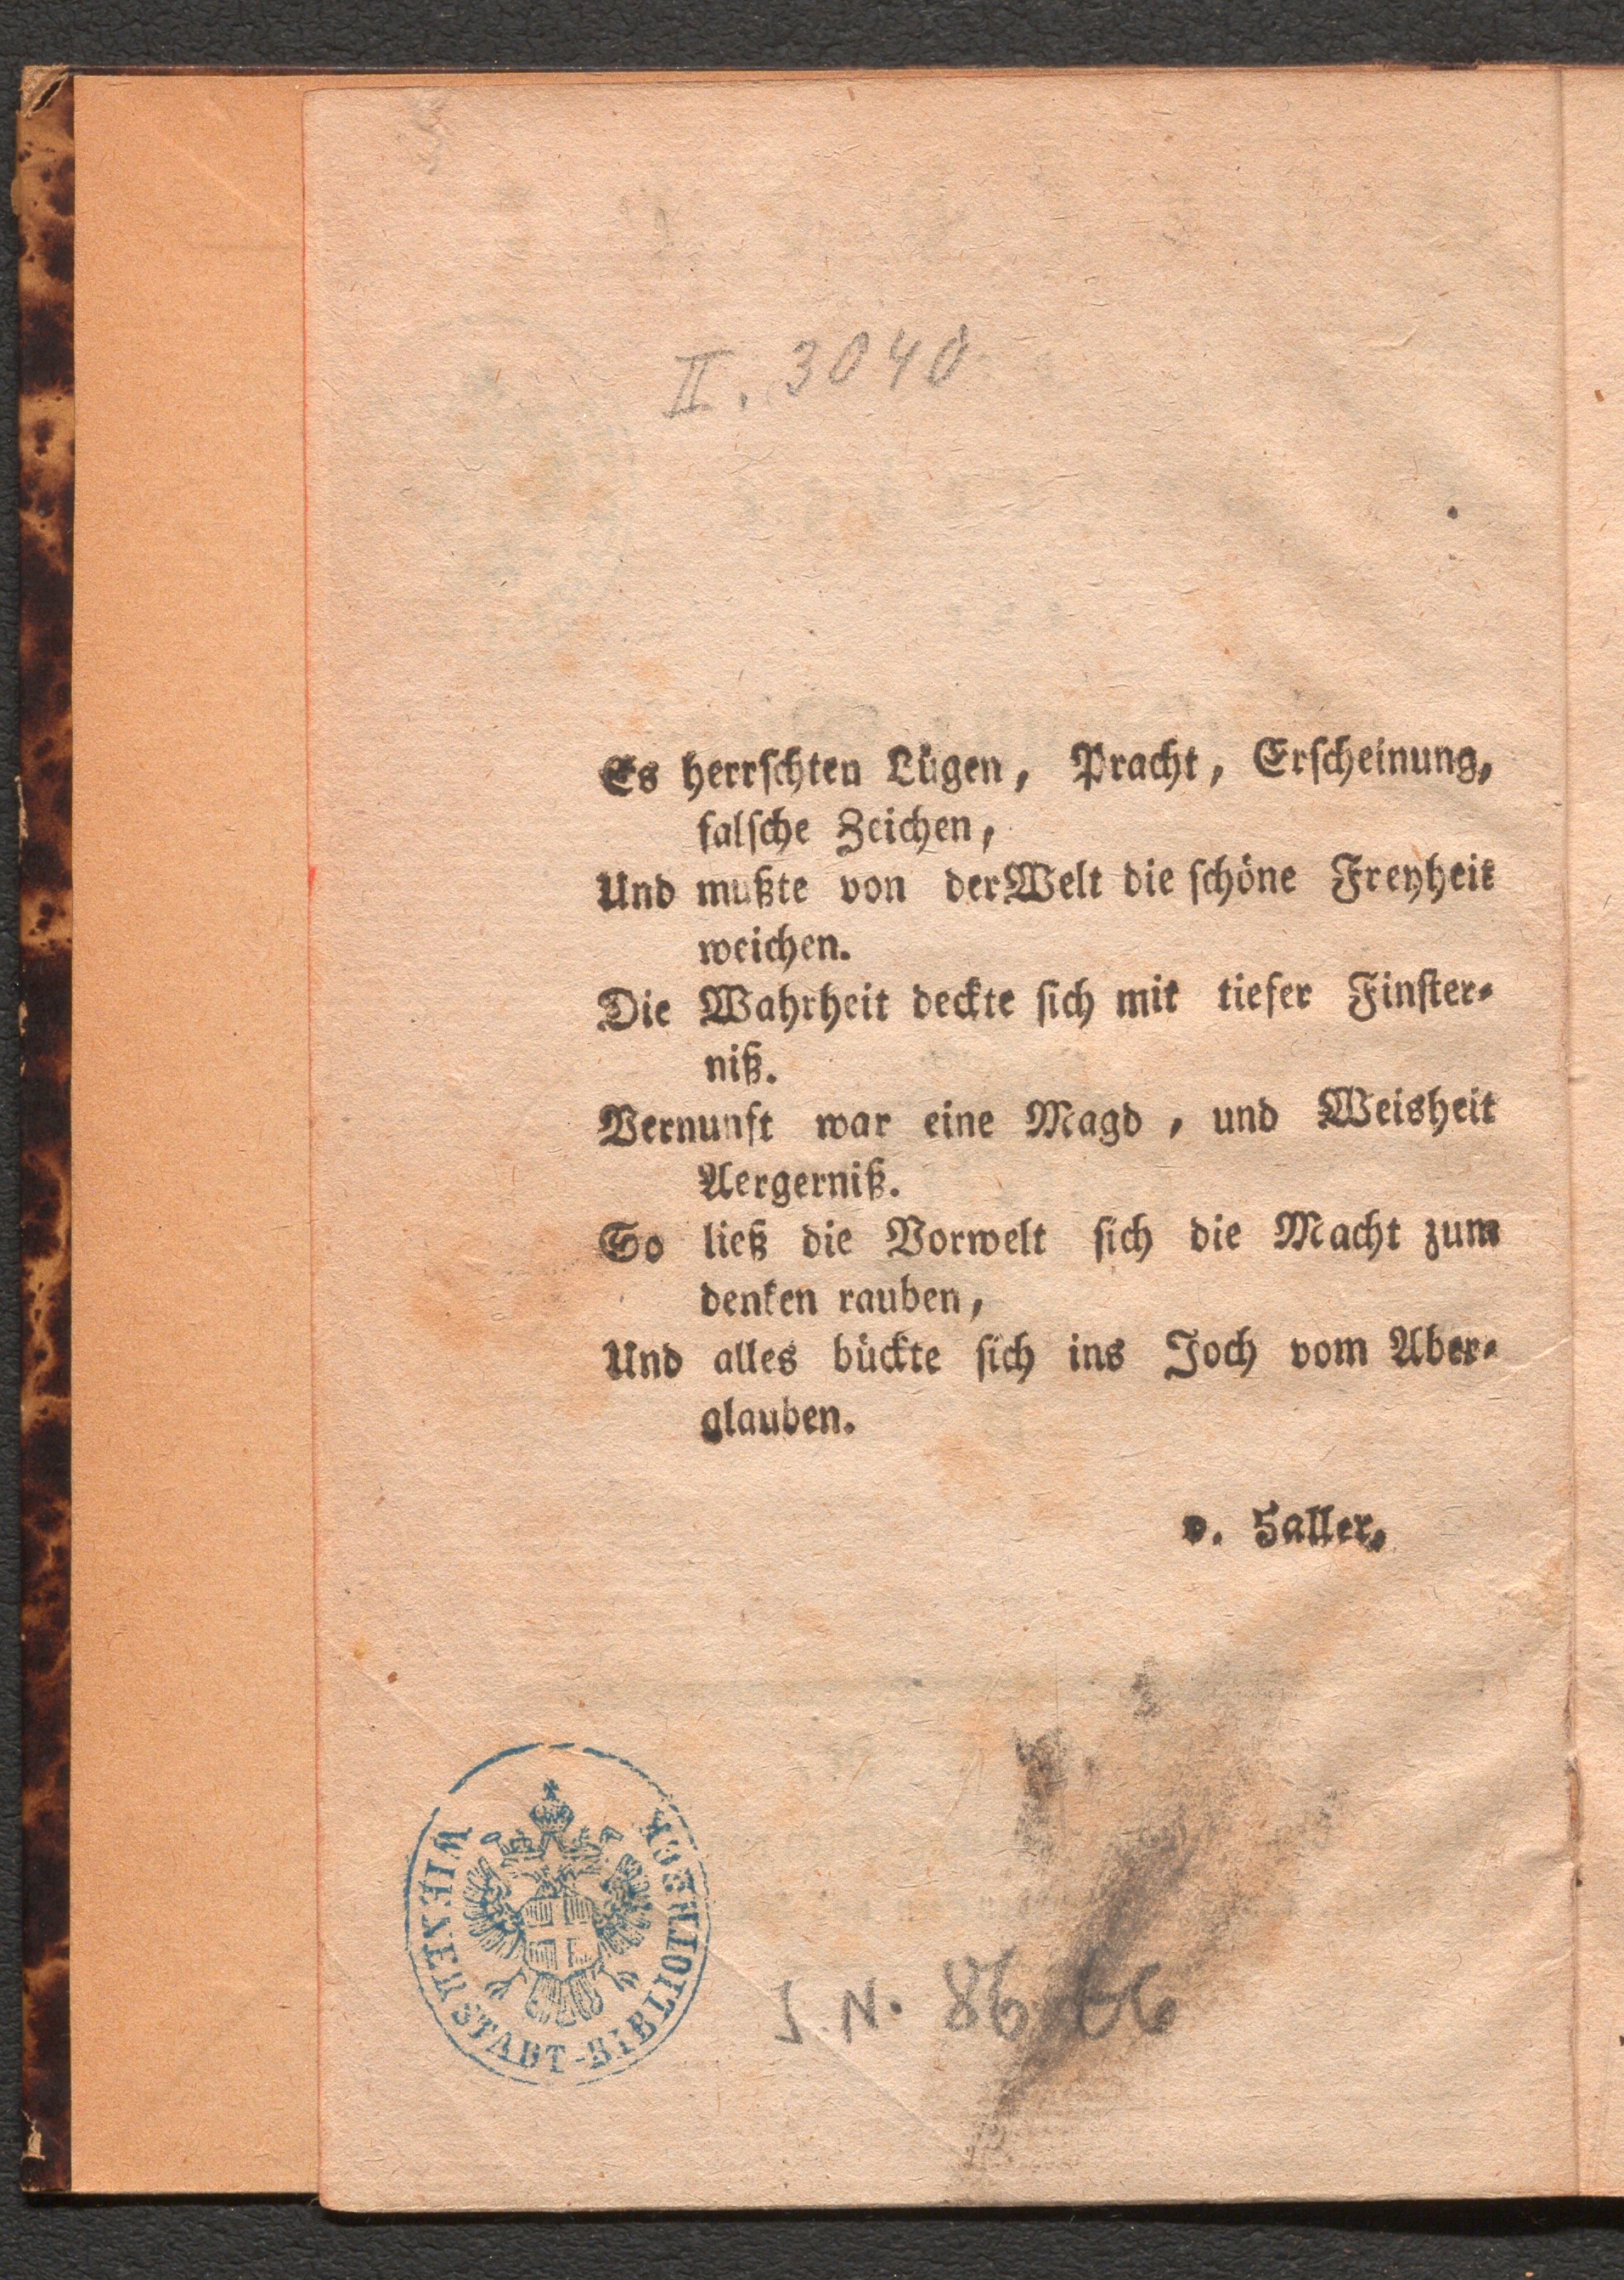 II. 3040
Es herrschten Lügen, Pracht, Erscheinung,
falsche Zeichen,
Und mußte von der Welt die schöne Freyheit
weichen.
Die Wahrheit deckte sich mit tiefer Finster-
niß.
Vernunft war eine Magd, und Weisheit
Aergerniß.
So ließ die Vorwelt sich die Macht zum
denken rauben,
Und alles bückte sich ins Joch vom Aber-
glauben.
v. Haller.
WIENER STADT-BIBLIOTHEK
J.N.